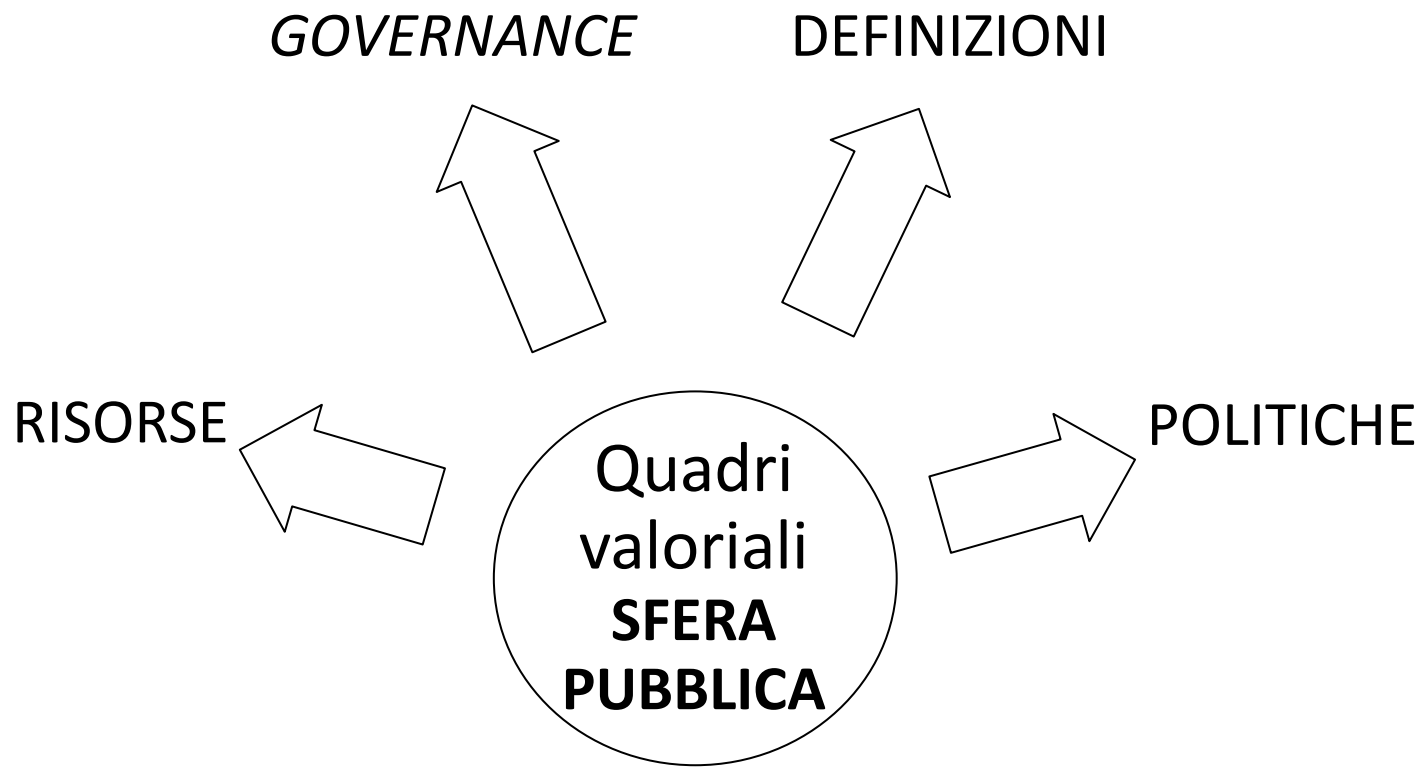 GOVERNANCE
DEFINIZIONI
RISORSE
POLITICHE
Quadri
valoriali
SFERA
PUBBLICA